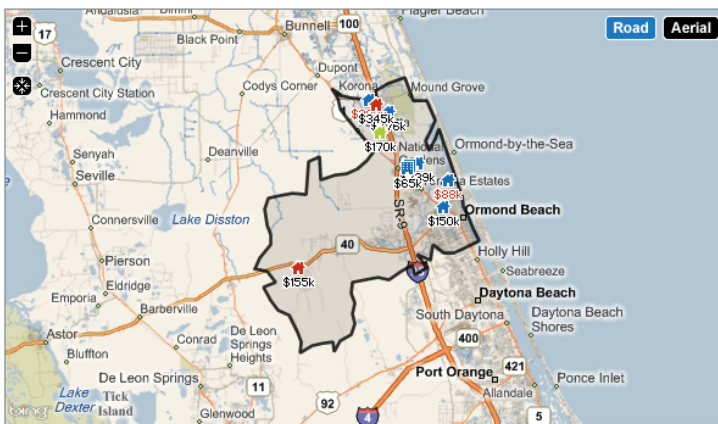 Flagler Beach
Andalusia
17
Bunnell
100
Road
Aerial
Black Point
Crescent City
Dupont
Crescent City Station
Codys Corner
Korona
Mound Grove
Hammond
$345k
$170k
Deanville
National
Gardens
Ormond-by-the-Sea
Senyah
Seville
$65k
Estates
$88k
Lake Disston
SR-9
$150k
Ormond Beach
Connersville
40
Pierson
Holly Hill
$155k
Seabreeze
Eldridge
Emporia
Barberville
Daytona Beach
South Daytona
Daytona Beach
Shores
Astor
De Leon
Springs
Heights
Conrad
400
Bluffton
421
Port Orange
De Leon Springs
11
Ponce Inlet
Lake
Dexter
Tick
Island
92
Allandale
bing
Glenwood
4
5